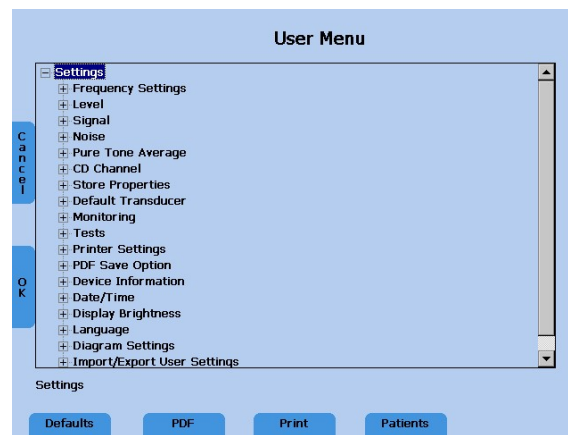 User Menu
Settings
Frequency Settings
Level
Signal
Noise
Pure Tone Average
CD Channel
Store Properties
Default Transducer
Monitoring
Tests
Printer Settings
PDF Save Option
Device Information
Date/Time
Display Brightness
Language
Diagram Settings
Import/Export User Settings
Cancel
OK
Settings
Defaults PDF Print Patients